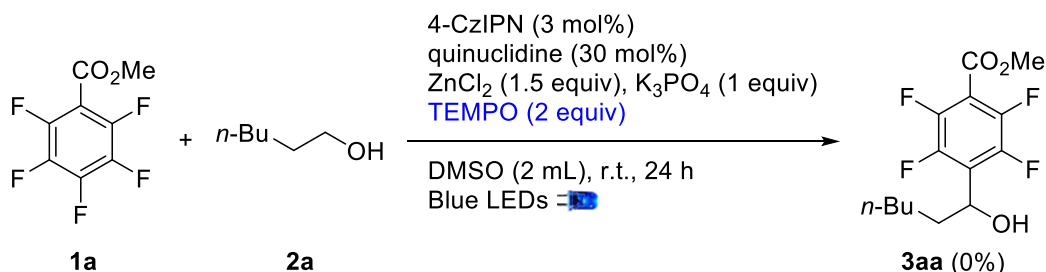 4-CzIPN (3 mol%)
quinuclidine (30 mol%)
ZnCl2 (1.5 equiv), K3PO4 (1 equiv)
TEMPO (2 equiv)
DMSO (2 mL), r.t., 24 h
Blue LEDs
CO2Me
F
F
F
F
F
1a
+
n-Bu
OH
2a
CO2Me
F
F
F
F
n-Bu
OH
3aa (0%)